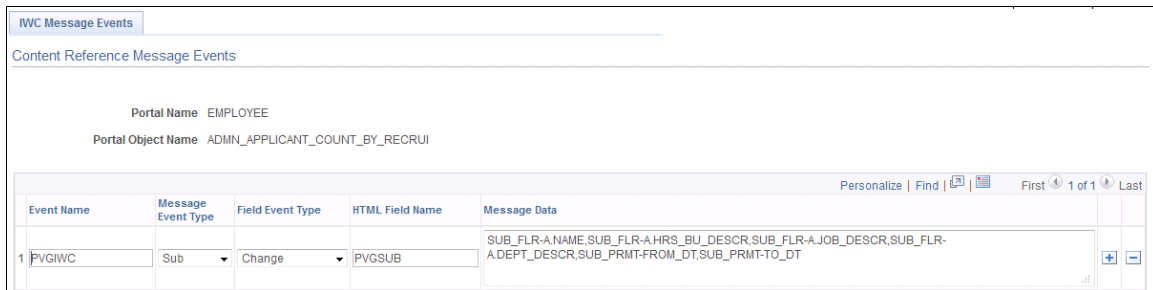 IWC Message Events
Content Reference Message Events
Portal Name EMPLOYEE
Portal Object Name ADMN_APPLICANT_COUNT_BY_RECRUI
Personalize | Find | | First 1 of 1 Last
Event Name Message Event Type Field Event Type HTML Field Name Message Data
1 PVGIWC Sub Change PVGSUB SUB_FLR-A.NAME,SUB_FLR-A.HRS_BU_DESCR,SUB_FLR-A.JOB_DESCR,SUB_FLR-
A.DEPT_DESCR,SUB_PRMT-FROM_DT,SUB_PRMT-TO_DT